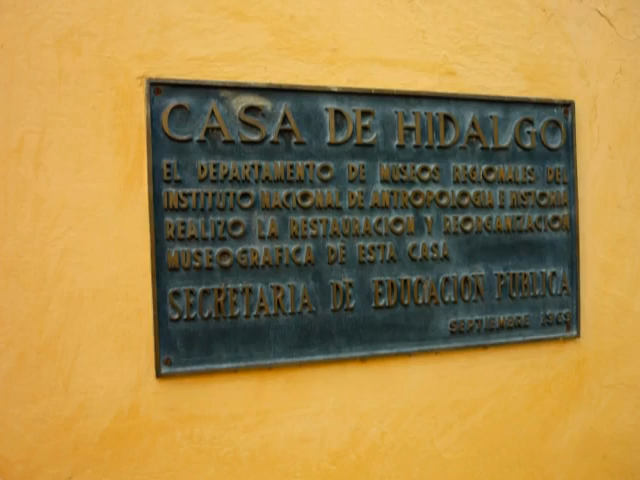 CASA DE HIDALGO
EL DEPARTAMENTO DE MUSEOS REGIONALES DEL
INSTITUTO NACIONAL DE ANTROPOLOGIA E HISTORIA
REALIZO LA RESTAURACION Y REORGANIZACION
MUSEOGRAFICA DE ESTA CASA
SECRETARIA DE EDUCACION PUBLICA
SEPTIEMBRE 1969